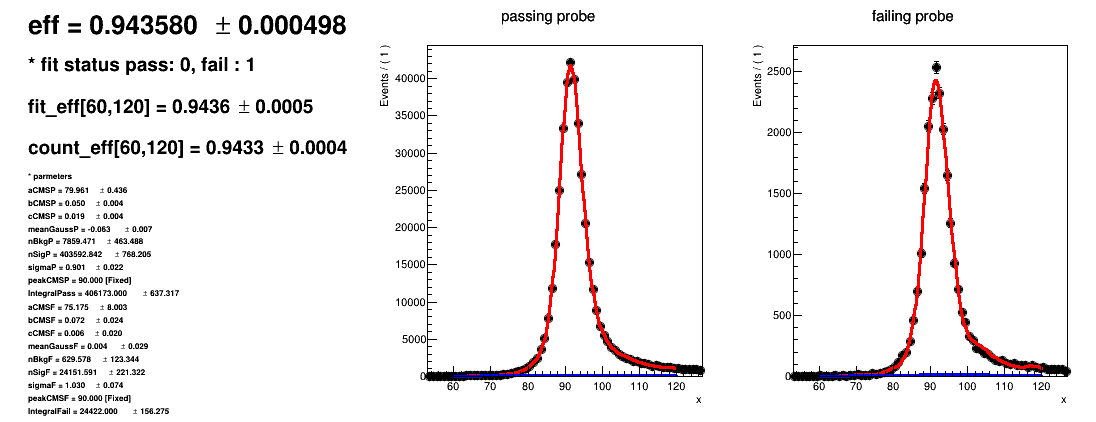 eff = 0.943580 ± 0.000498
* fit status pass: 0, fail : 1
fit_eff[60,120] = 0.9436 ± 0.0005
count_eff[60,120] = 0.9433 ± 0.0004
* parmeters
aCMSP = 79.961 ± 0.436
bCMSP = 0.050 ± 0.004
cCMSP = 0.019 ± 0.004
meanGaussP = -0.063 ± 0.007
nBkgP = 7859.471 ± 463.488
nSigP = 403592.842 ± 768.205
sigmaP = 0.901 ± 0.022
peakCMSP = 90.000 [Fixed]
IntegralPass = 406173.000 ± 637.317
aCMSF = 75.175 ± 8.003
bCMSF = 0.072 ± 0.024
cCMSF = 0.006 ± 0.020
meanGaussF = 0.004 ± 0.029
nBkgF = 629.578 ± 123.344
nSigF = 24151.591 ± 221.322
sigmaF = 1.030 ± 0.074
peakCMSF = 90.000 [Fixed]
IntegralFail = 24422.000 ± 156.275
passing probe
Events / ( 1 )
40000
35000
30000
25000
20000
15000
10000
5000
0
60 70 80 90 100 110 120
x
failing probe
Events / ( 1 )
2500
2000
1500
1000
500
0
60 70 80 90 100 110 120
x